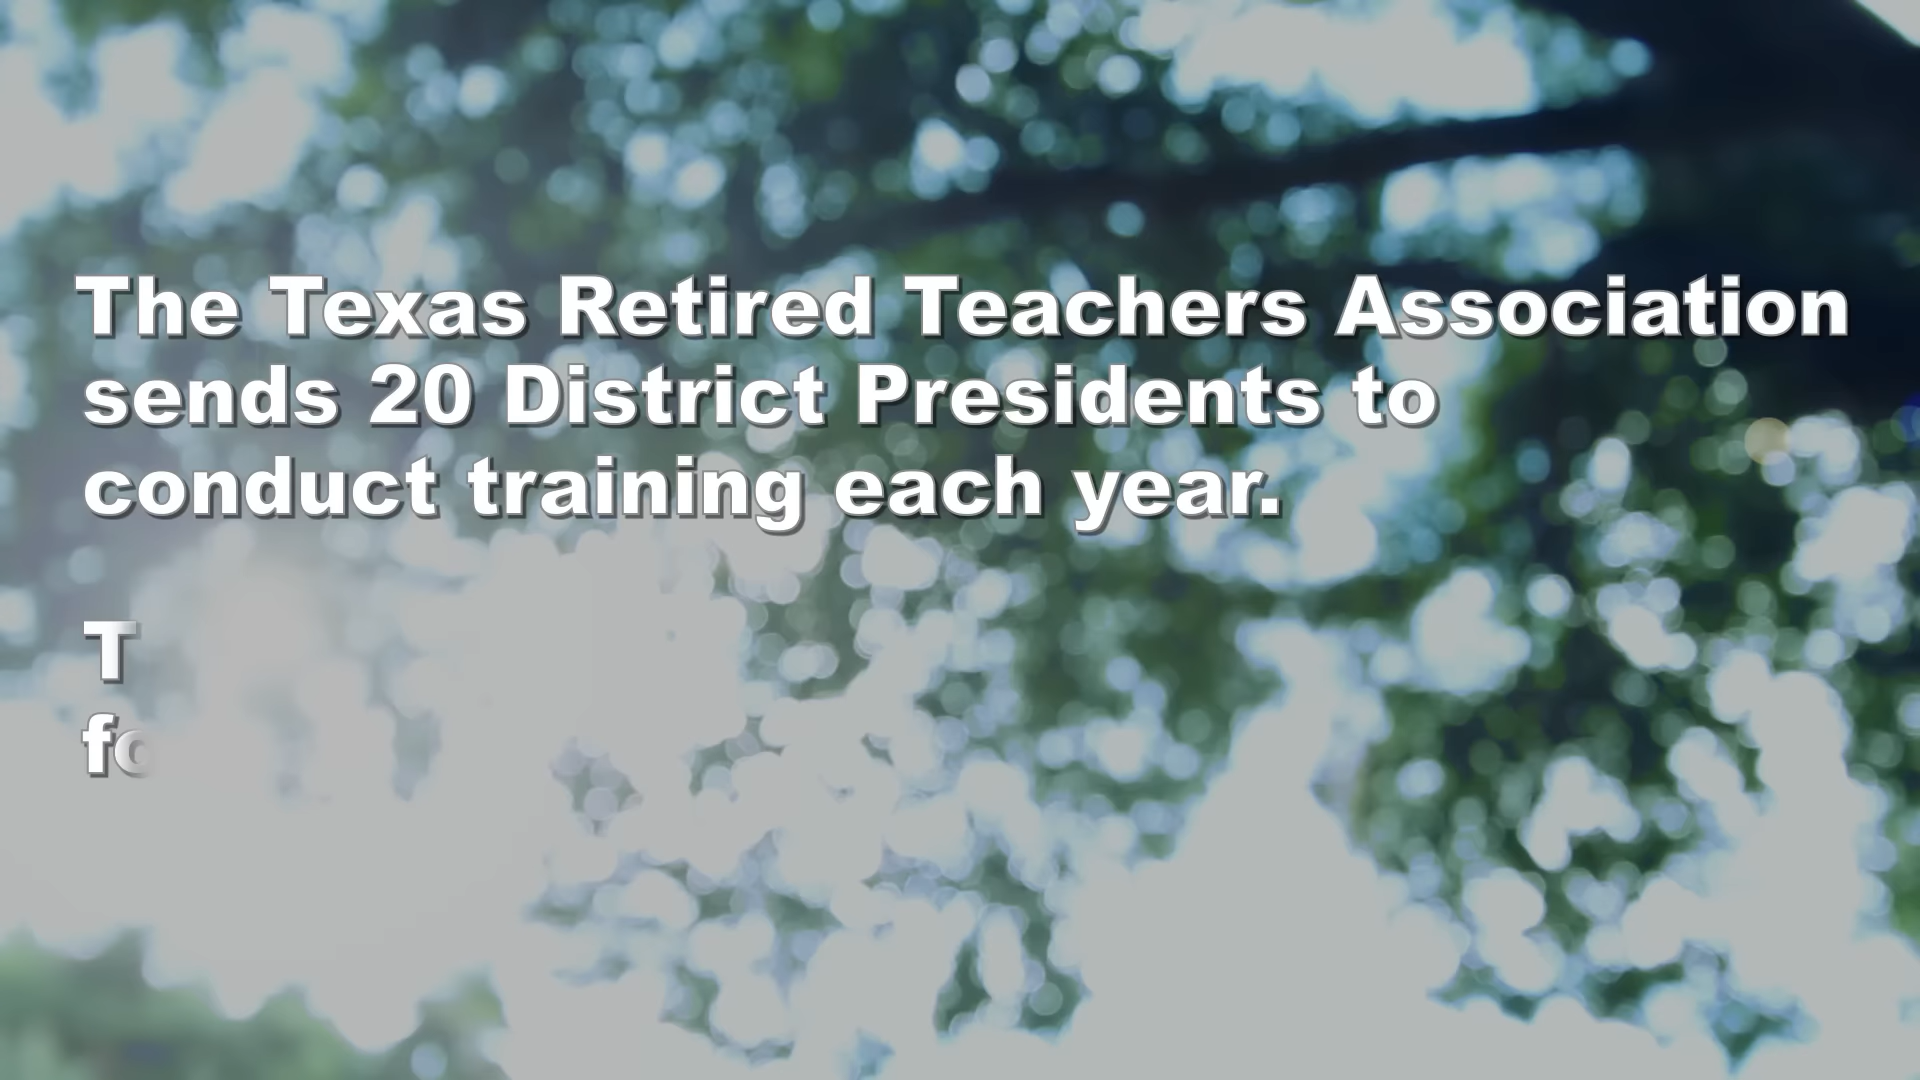 The Texas Retired Teachers Association
sends 20 District Presidents to
conduct training each year.
T
fo